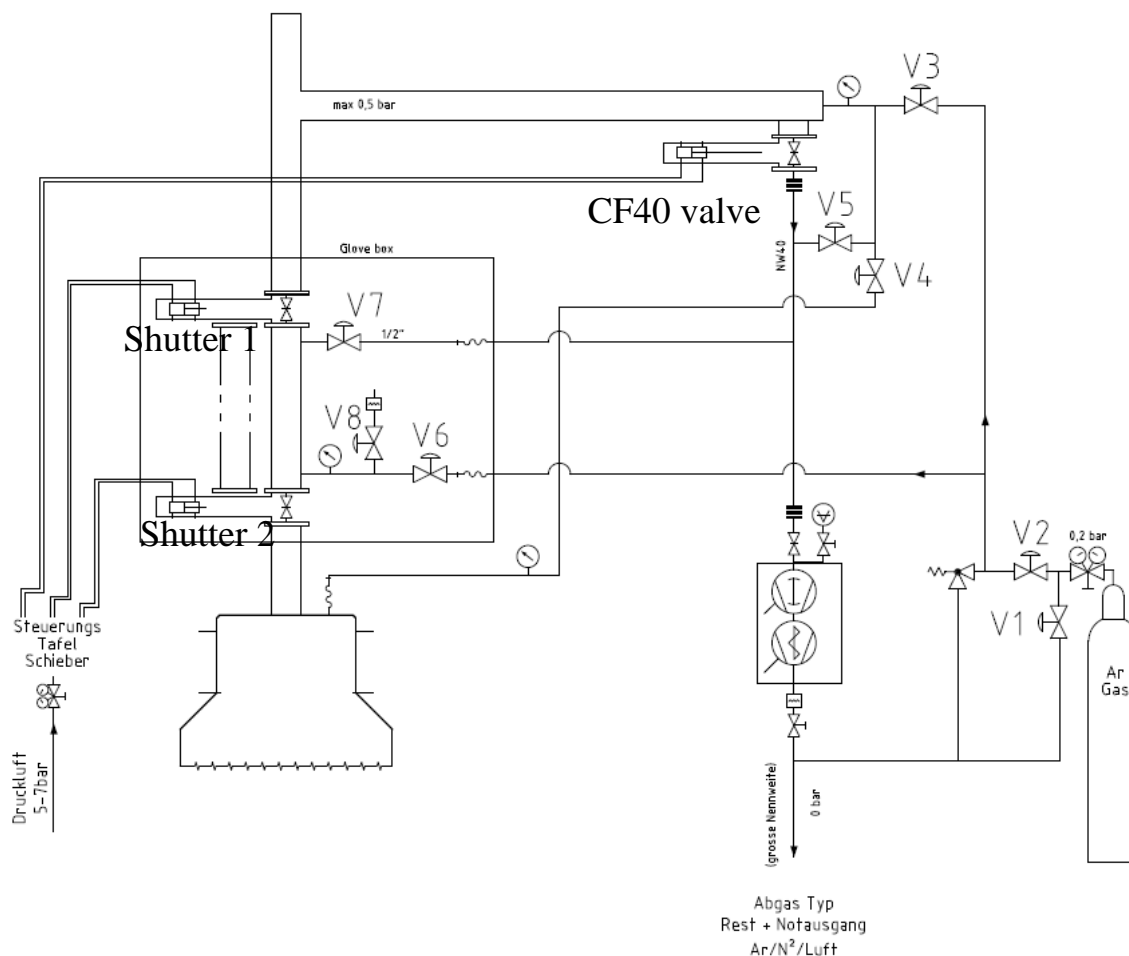 max 0,5 bar
V3
CF40 valve
V5
NW40
V4
Glove box
Shutter 1
V7
1/2"
V8
V6
Shutter 2
V2
0,2 bar
V1
Steuerungs
Tafel
Schieber
Ar
Gas
Druckluft
5-7bar
(grosse Nennweite)
0 bar
Abgas Typ
Rest + Notausgang
Ar/N²/Luft